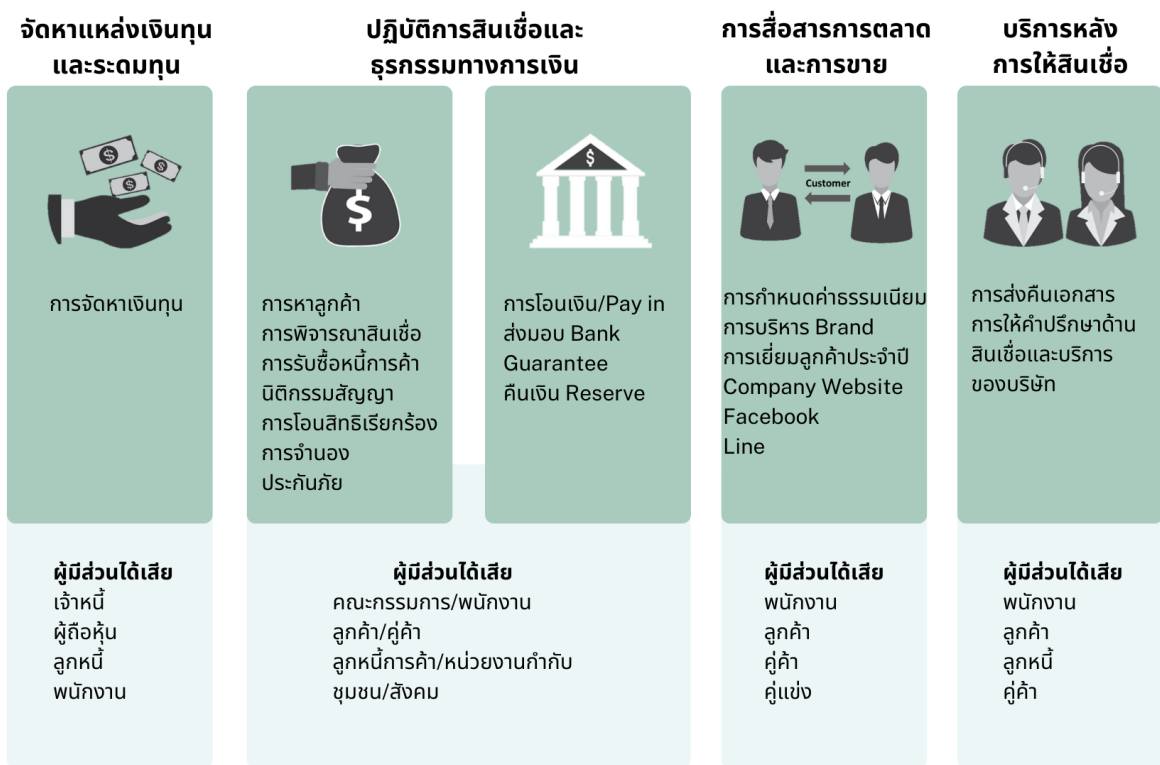 จัดหาแหล่งเงินทุน
และระดมทุน
การจัดหาเงินทุน
ผู้มีส่วนได้เสีย
เจ้าหนี้
ผู้ถือหุ้น
ลูกหนี้
พนักงาน
ปฏิบัติการสินเชื่อและ
ธุรกรรมทางการเงิน
$
การหาลูกค้า
การพิจารณาสินเชื่อ
การรับซื้อหนี้การค้า
นิติกรรมสัญญา
การโอนสิทธิเรียกร้อง
การจำนอง
ประกันภัย
$
การโอนเงิน/Pay in
ส่งมอบ Bank
Guarantee
คืนเงิน Reserve
ผู้มีส่วนได้เสีย
คณะกรรมการ/พนักงาน
ลูกค้า/คู่ค้า
ลูกหนี้การค้า/หน่วยงานกำกับ
ชุมชน/สังคม
การสื่อสารการตลาด
และการขาย
Customer
การกำหนดค่าธรรมเนียม
การบริหาร Brand
การเยี่ยมลูกค้าประจำปี
Company Website
Facebook
Line
ผู้มีส่วนได้เสีย
พนักงาน
ลูกค้า
คู่ค้า
คู่แข่ง
บริการหลัง
การให้สินเชื่อ
การส่งคืนเอกสาร
การให้คำปรึกษาด้าน
สินเชื่อและบริการ
ของบริษัท
ผู้มีส่วนได้เสีย
พนักงาน
ลูกค้า
ลูกหนี้
คู่ค้า